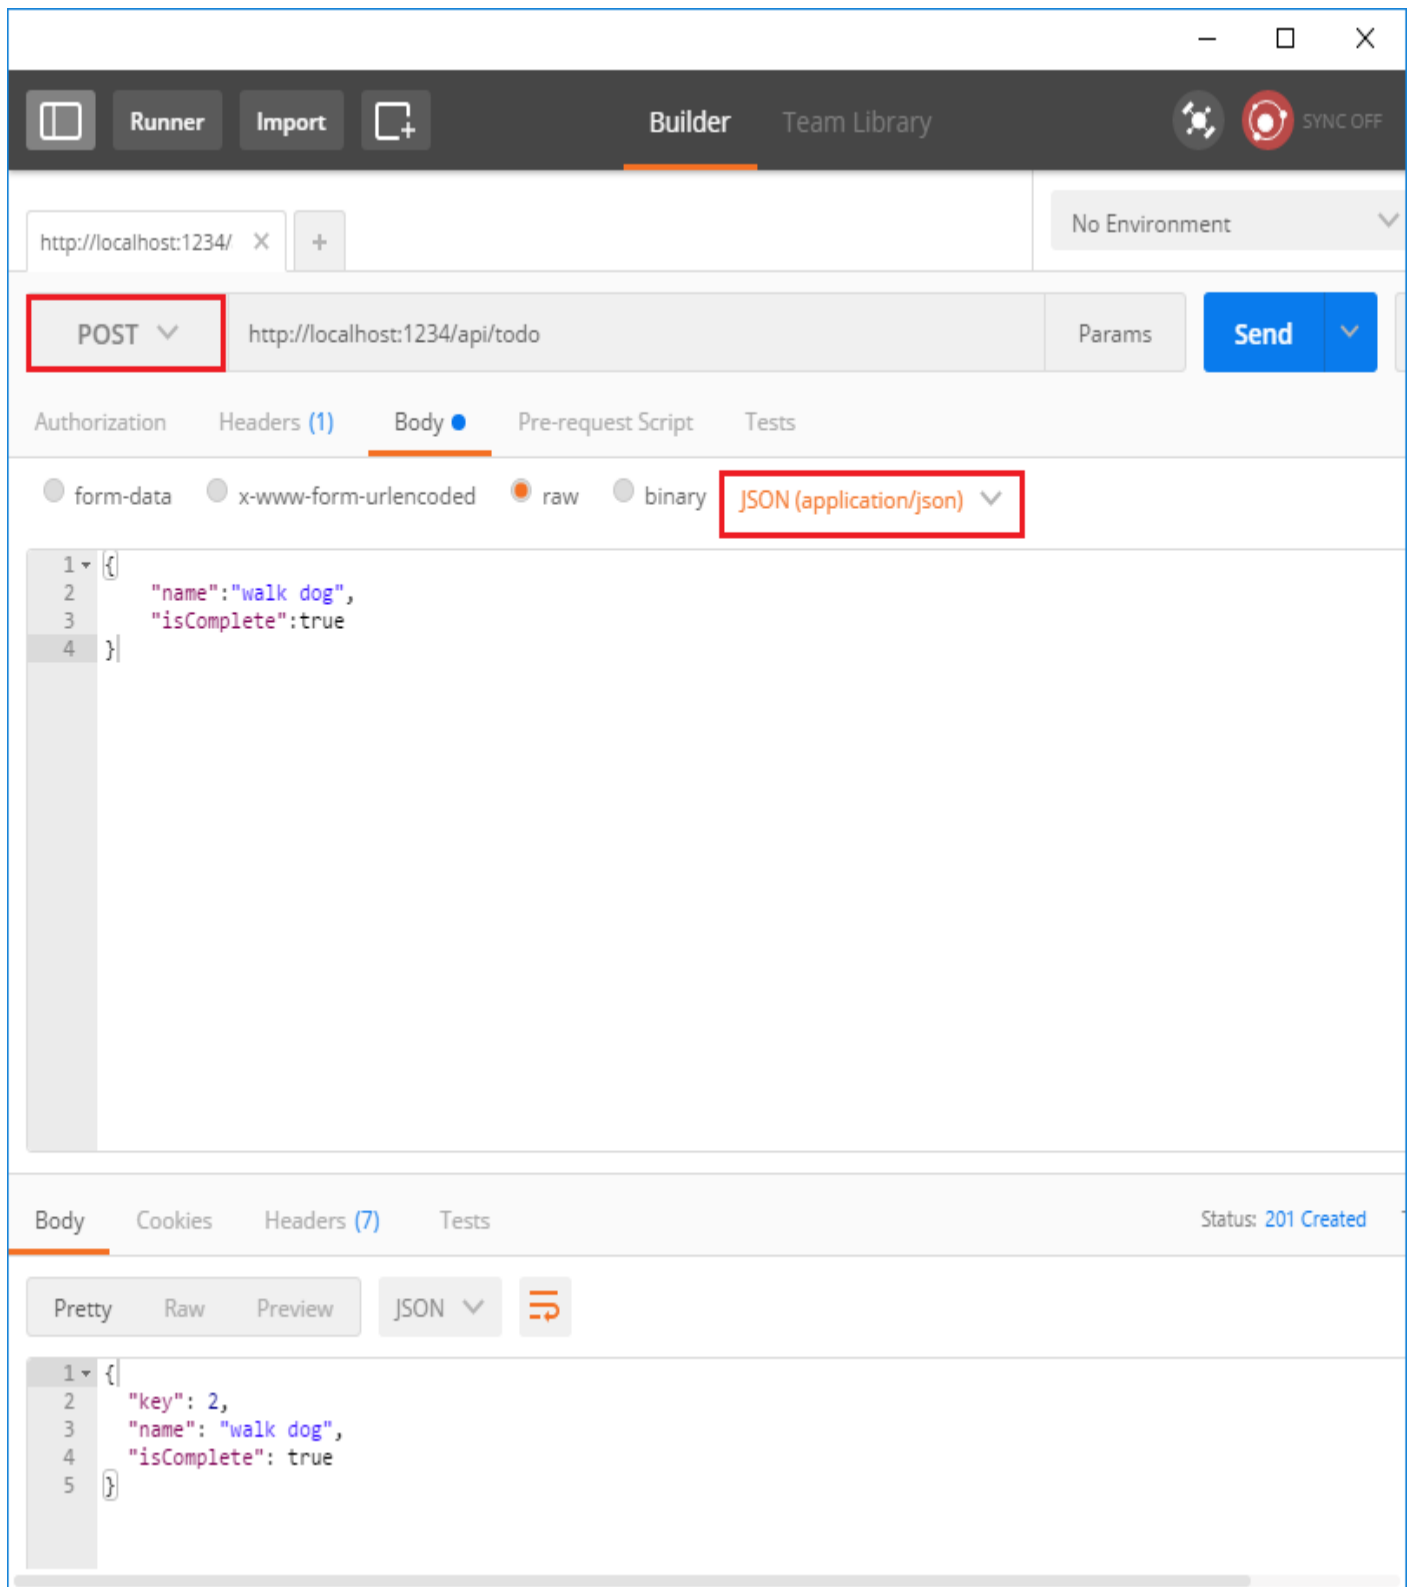 Runner Import Builder Team Library SYNC OFF
http://localhost:1234/ No Environment
POST http://localhost:1234/api/todo Params Send
Authorization Headers (1) Body Pre-request Script Tests
form-data x-www-form-urlencoded raw binary JSON (application/json)
1 {
2 "name":"walk dog",
3 "isComplete":true
4 }
Body Cookies Headers (7) Tests Status: 201 Created
Pretty Raw Preview JSON
1 {
2 "key": 2,
3 "name": "walk dog",
4 "isComplete": true
5 }